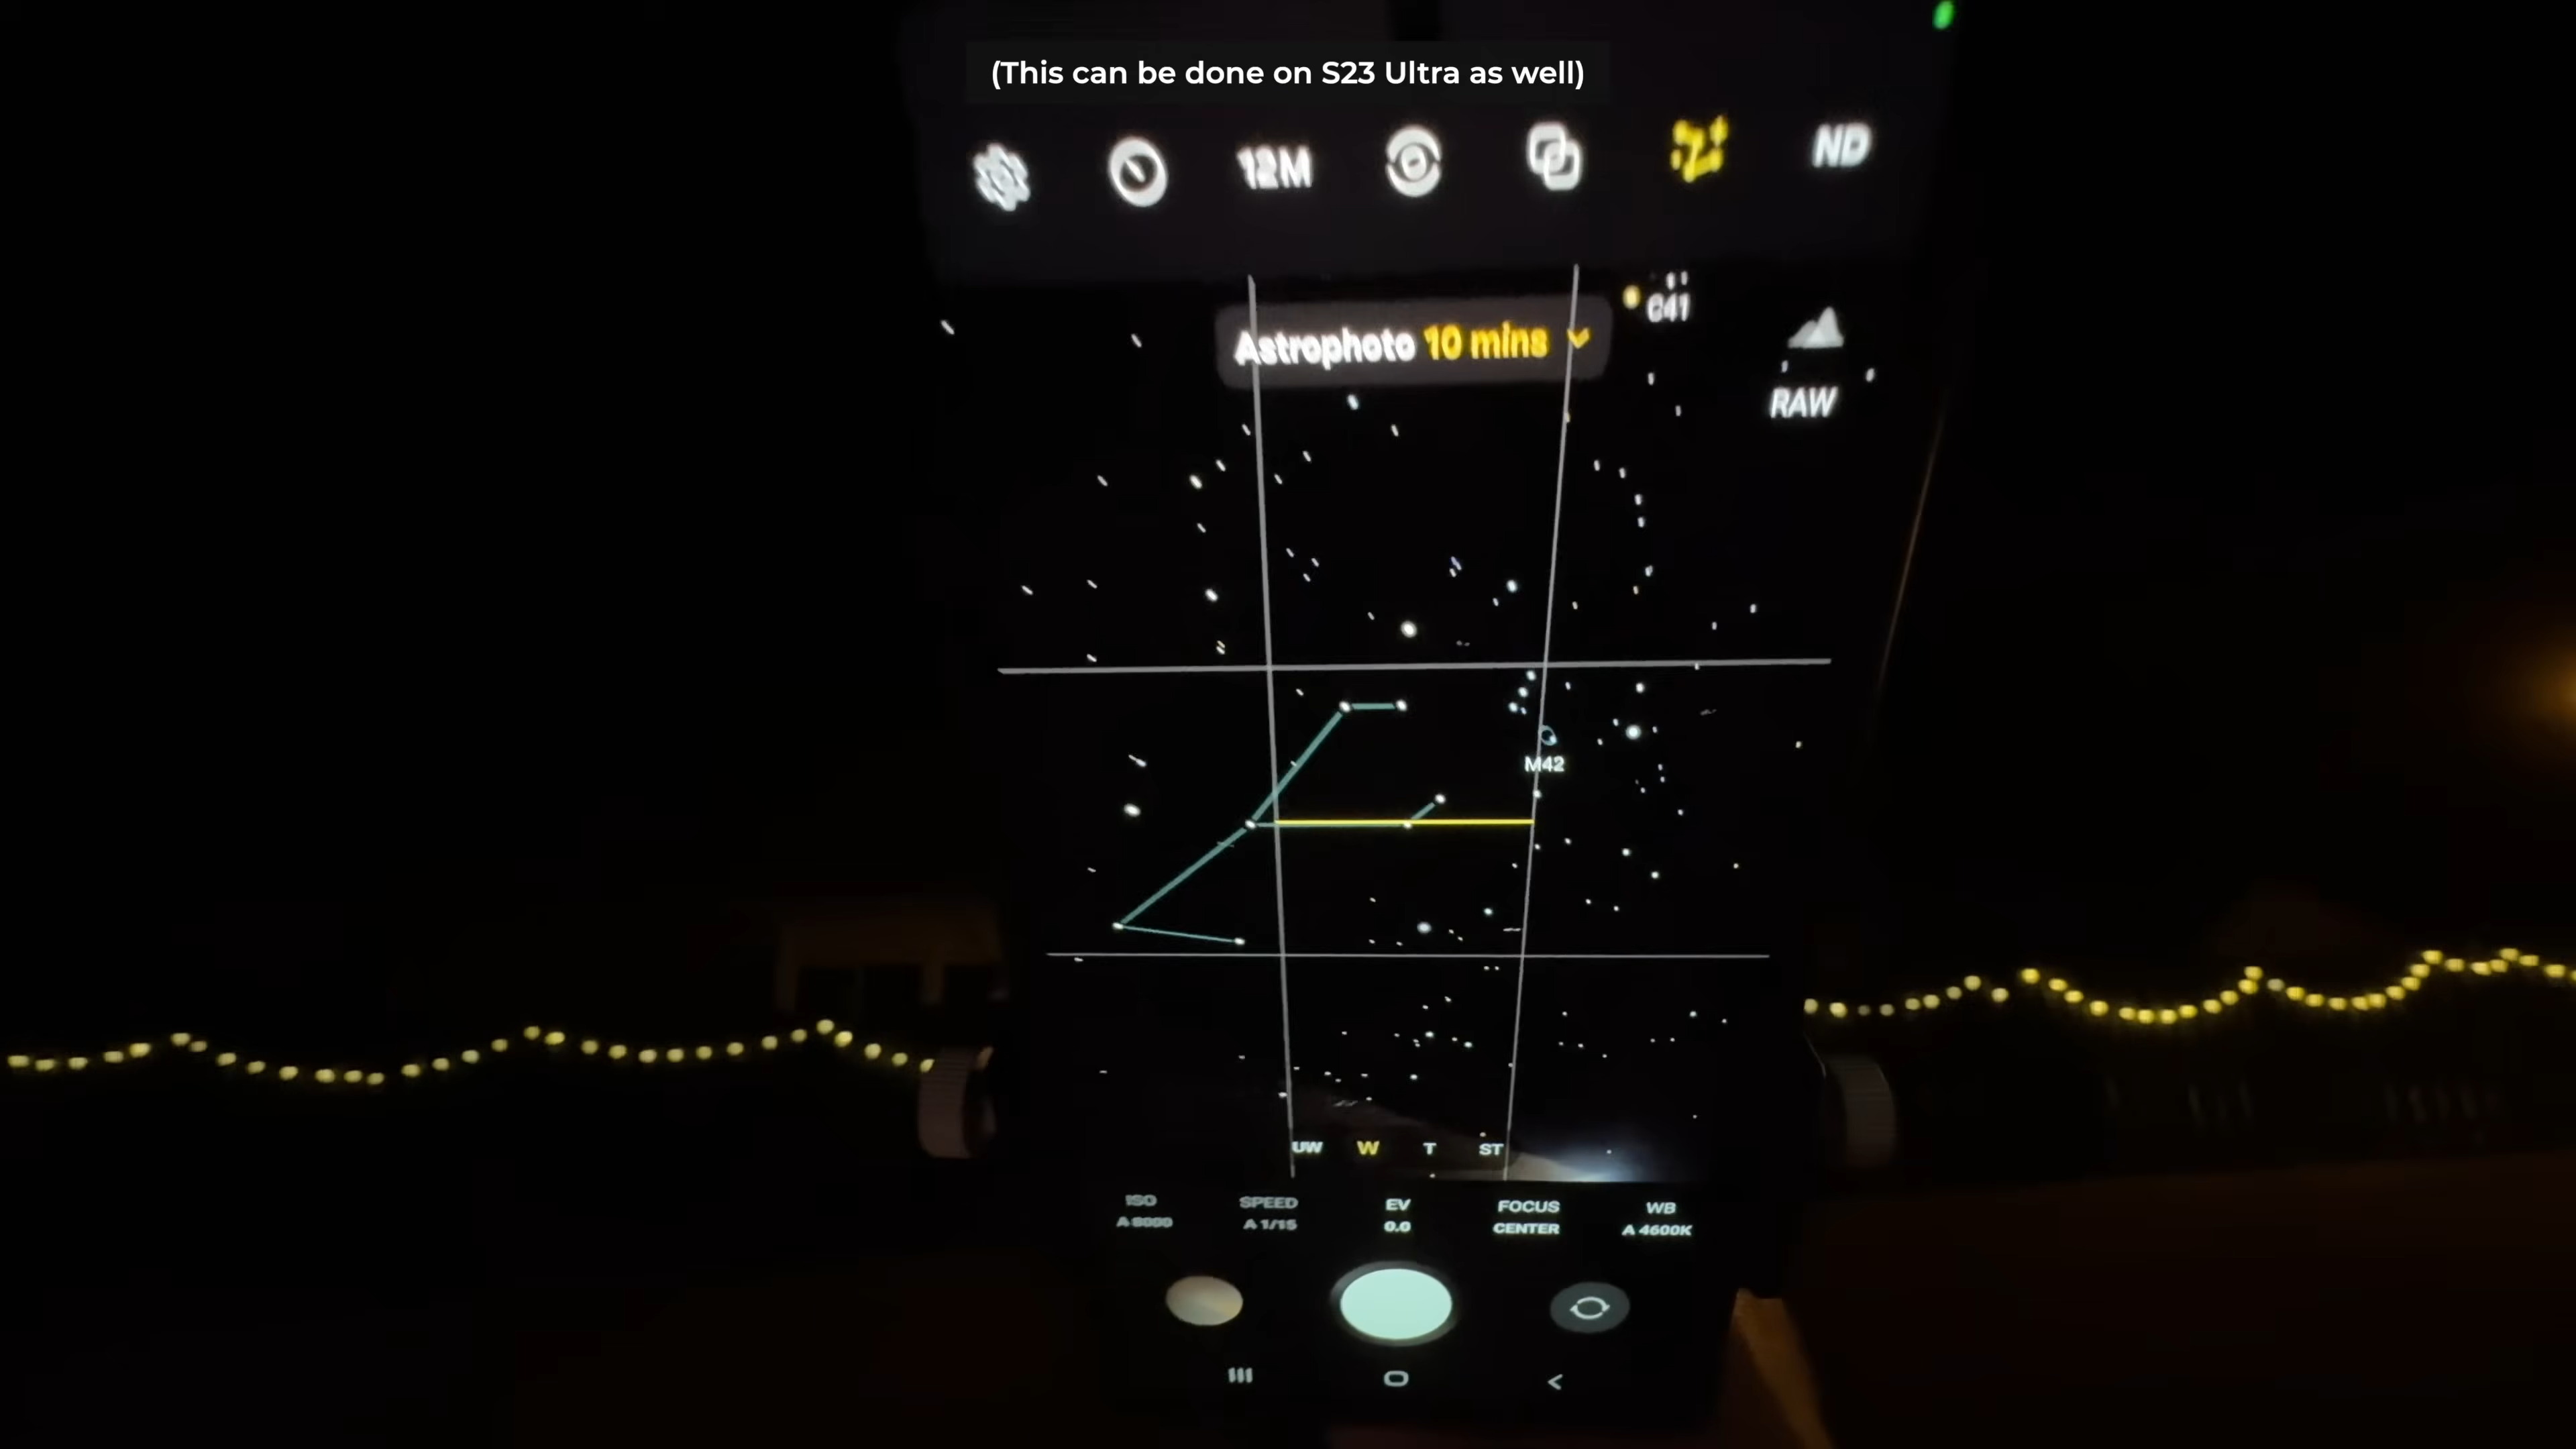 (This can be done on S23 Ultra as well)
12M
ND
C41
Astrophoto 10 mins
RAW
M42
UW W T ST
ISO SPEED EV FOCUS WB
A 1/15 0.0 CENTER A 4600K